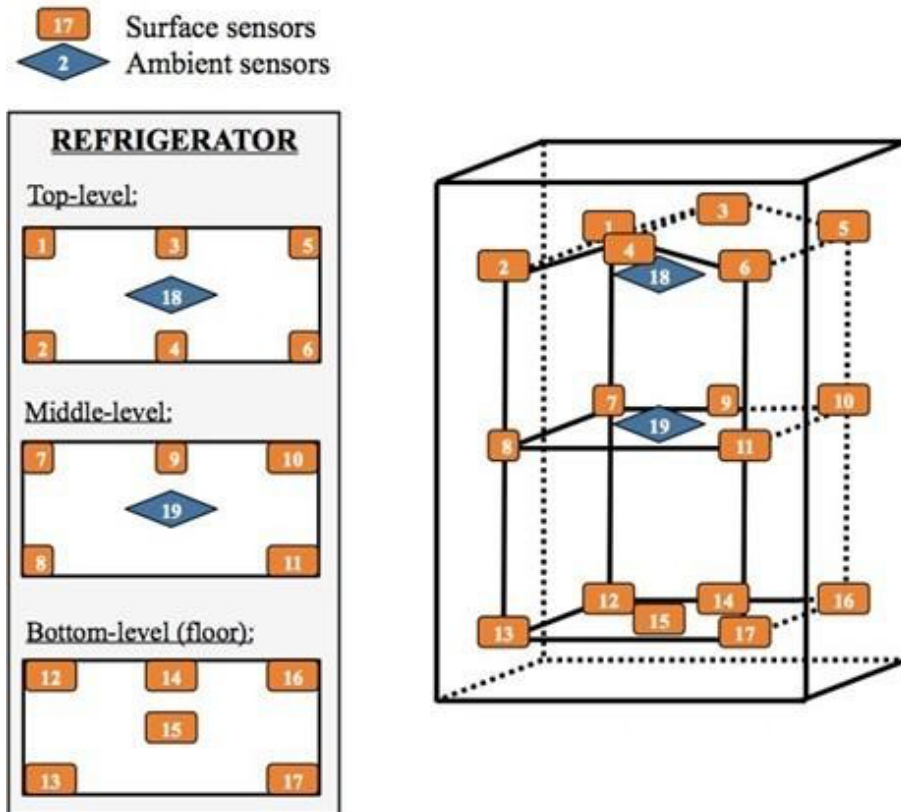 17 Surface sensors
2 Ambient sensors
REFRIGERATOR
Top-level:
1 3 5
18
2 4 6
Middle-level:
7 9 10
19
8 11
Bottom-level (floor):
12 14 16
15
13 17
3
1 5
4
2 6
18
7 9 10
19
8 11
12 14 16
15
13 17